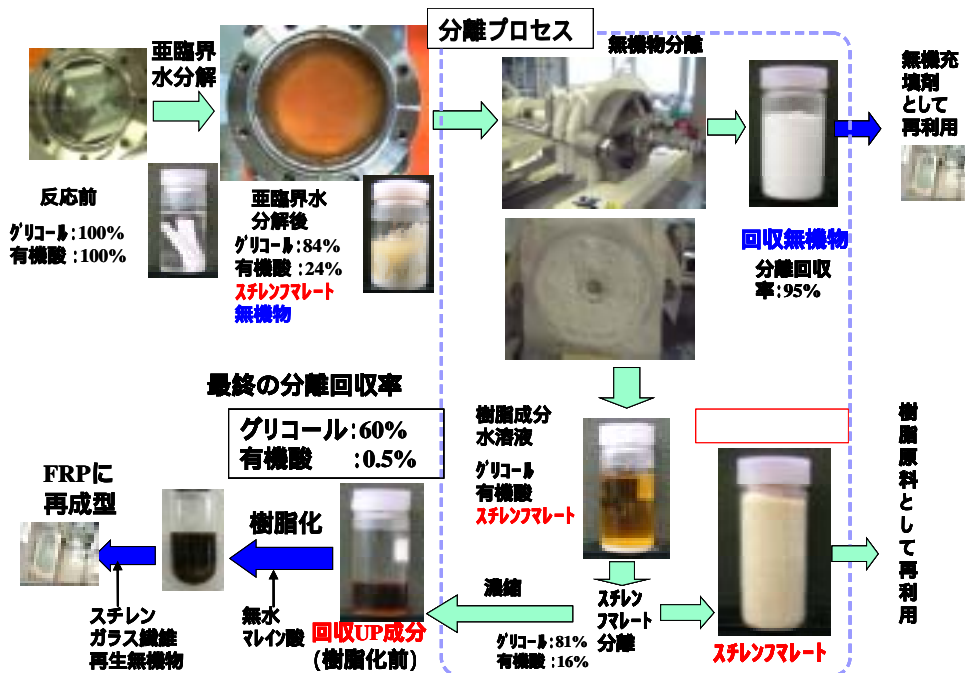 分離プロセス
亜臨界
水分解
無機物分離
無機充
填剤
として
再利用
反応前
グリコール:100%
有機酸 :100%
亜臨界水
分解後
グリコール:84%
有機酸 :24%
スチレンフマレート
無機物
回収無機物
分離回収
率:95%
最終の分離回収率
グリコール:60%
有機酸 :0.5%
樹脂成分
水溶液
グリコール
有機酸
スチレンフマレート
樹脂原料として再利用
FRPに
再成型
樹脂化
濃縮
スチレン
フマレート
分離
スチレン
ガラス繊維
再生無機物
無水
マレイン酸
回収UP成分
(樹脂化前)
グリコール:81%
有機酸 :16%
スチレンフマレート